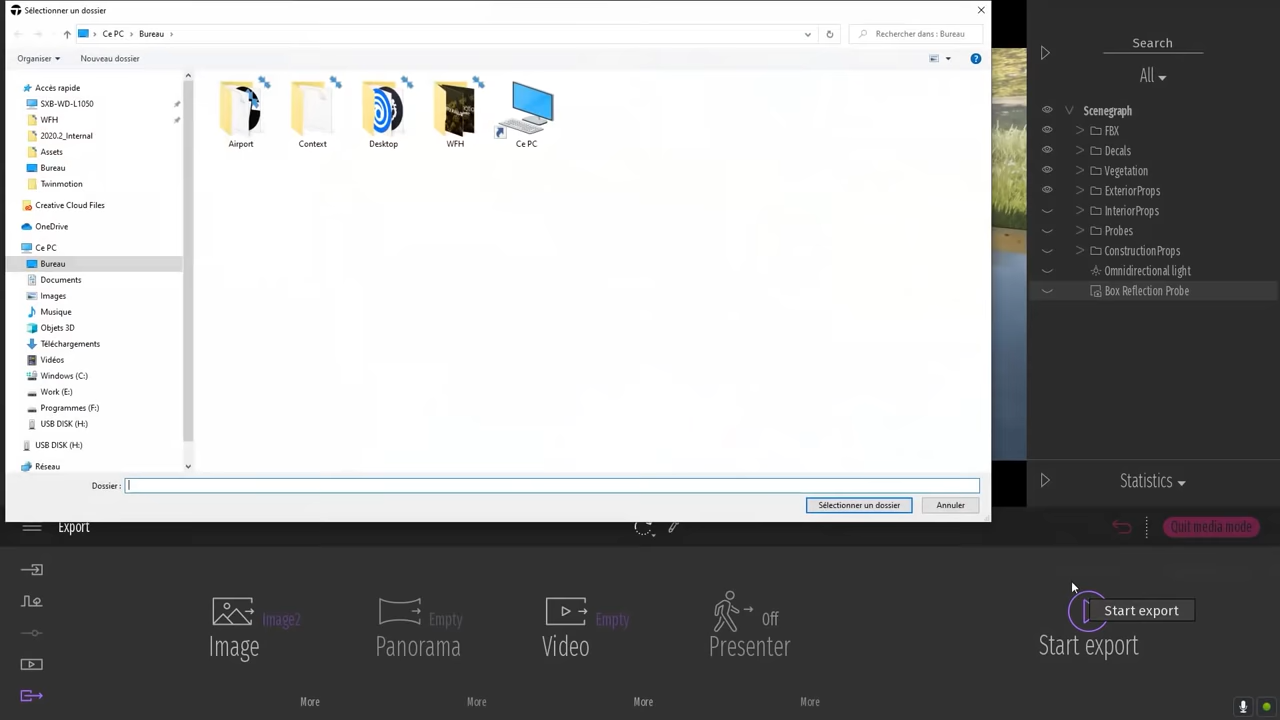 Sélectionner un dossier
Ce PC
Bureau
Rechercher dans : Bureau
Organiser
Nouveau dossier
Accès rapide
SXB-WD-L1050
WFH
2020.2_Internal
Assets
Bureau
Twinmotion
Creative Cloud Files
OneDrive
Ce PC
Bureau
Documents
Images
Musique
Objets 3D
Téléchargements
Vidéos
Windows (C:)
Work (E:)
Programmes (F:)
USB DISK (H:)
USB DISK (H:)
Réseau
Airport
Context
Desktop
WFH
Ce PC
Dossier :
Sélectionner un dossier
Annuler
Search
All
Scenegraph
FBX
Decals
Vegetation
ExteriorProps
InteriorProps
Probes
ConstructionProps
Omnidirectional light
Box Reflection Probe
Statistics
Export
Quit media mode
Image2
Image
More
Empty
Panorama
More
Empty
Video
More
Off
Presenter
More
Start export
Start export